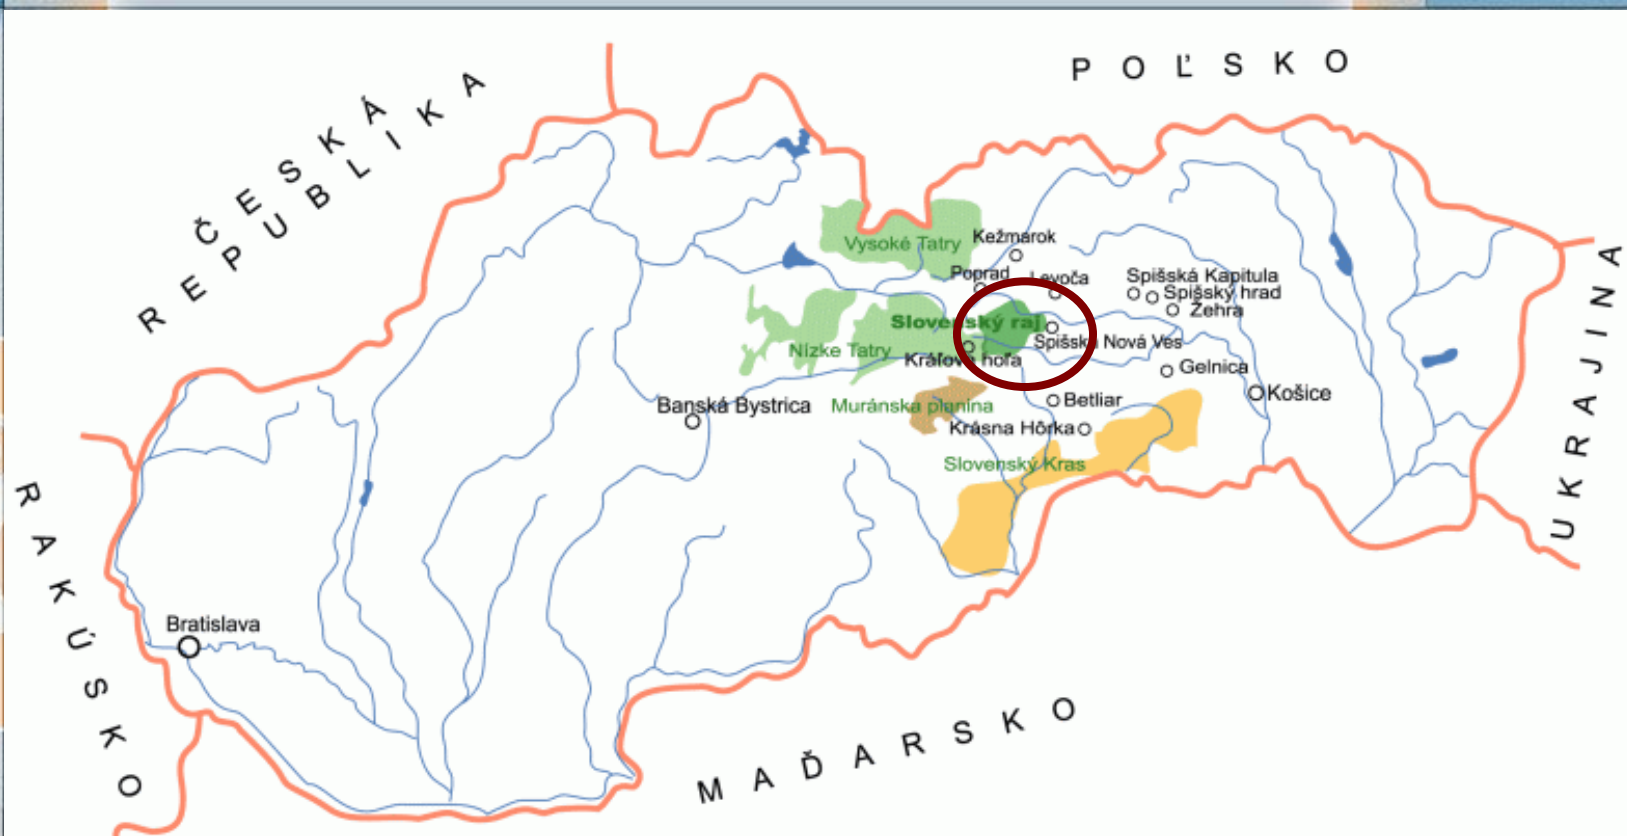 POĽSKO
ČESKÁ
REPUBLIKA
Vysoké Tatry
Kežmarok
Poprad
Levoča
Spišská Kapitula
Spišský hrad
Žehra
Slovenský raj
Spišská Nová Ves
Nízke Tatry
Kráľova hoľa
Gelnica
Košice
Banská Bystrica
Muránska planina
Betliar
Krásna Hôrka
Slovenský Kras
UKRAJINA
RAKÚSKO
Bratislava
MAĎARSKO